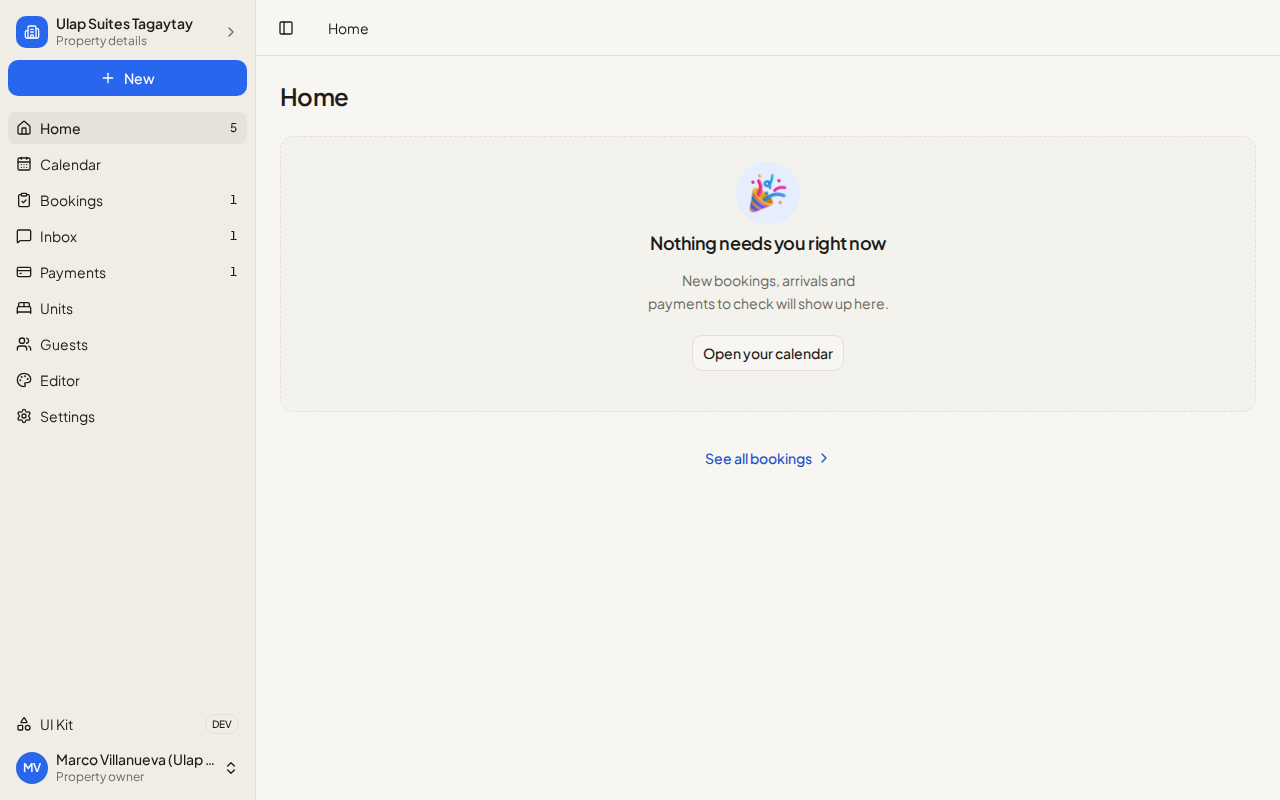 Ulap Suites Tagaytay
Property details
New
Home 5
Calendar
Bookings 1
Inbox 1
Payments 1
Units
Guests
Editor
Settings
UI Kit DEV
MV Marco Villanueva (Ulap ...
Property owner
Home
Home
Nothing needs you right now
New bookings, arrivals and
payments to check will show up here.
Open your calendar
See all bookings